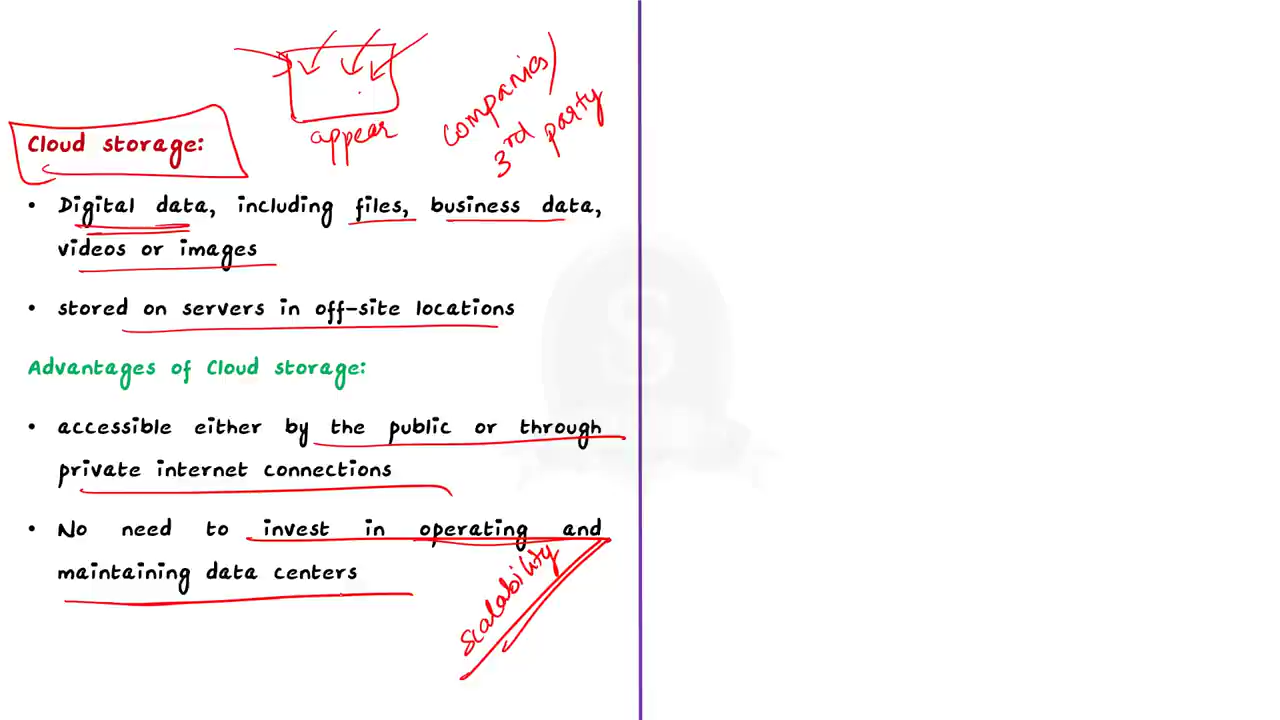 companies/
3rd party
appear
Cloud storage:
• Digital data, including files, business data,
videos or images
• stored on servers in off-site locations
Advantages of Cloud storage:
• accessible either by the public or through
private internet connections
• No need to invest in operating and
maintaining data centers
scalability
S